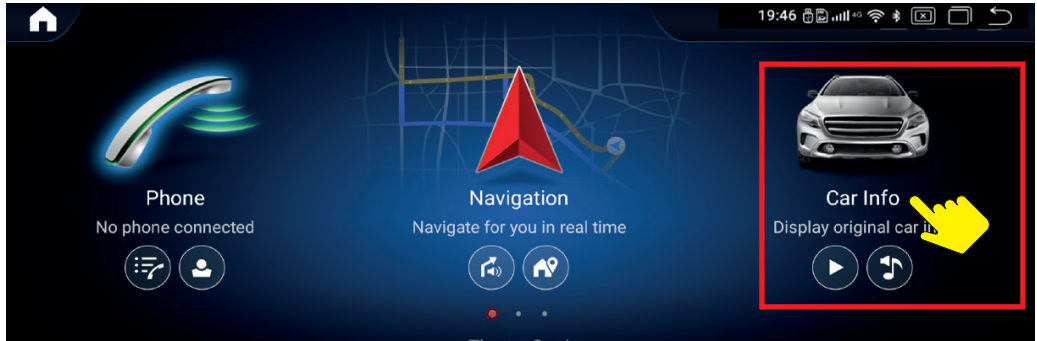 19:46 4G
Phone
No phone connected
Navigation
Navigate for you in real time
Car Info
Display original car